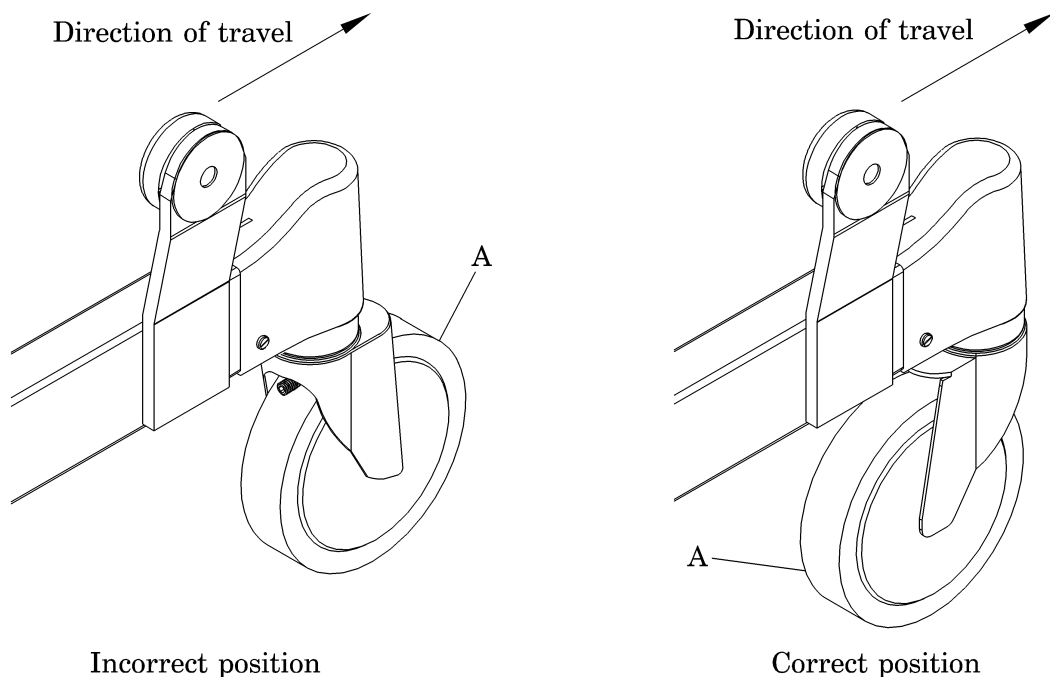 Direction of travel
Direction of travel
A
A
Incorrect position
Correct position